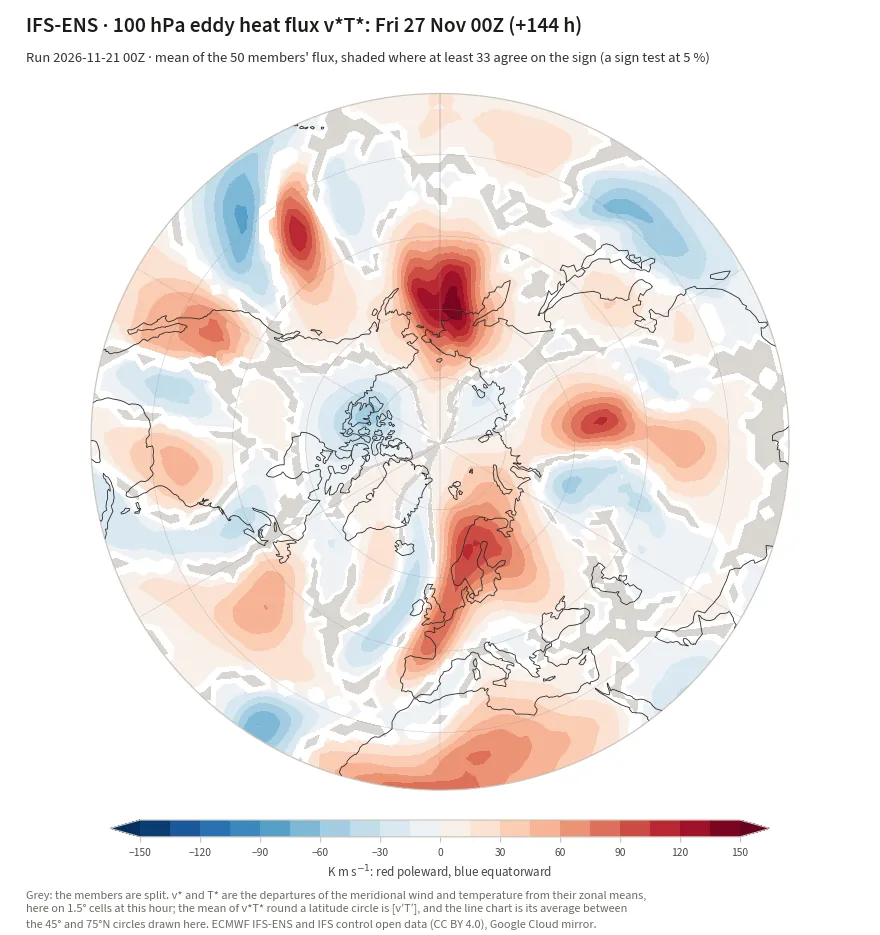 IFS-ENS · 100 hPa eddy heat flux v*T*: Fri 27 Nov 00Z (+144 h)
Run 2026-11-21 00Z · mean of the 50 members' flux, shaded where at least 33 agree on the sign (a sign test at 5 %)
−150 −120 −90 −60 −30 0 30 60 90 120 150
K m s⁻¹: red poleward, blue equatorward
Grey: the members are split. v* and T* are the departures of the meridional wind and temperature from their zonal means,
here on 1.5° cells at this hour; the mean of v*T* round a latitude circle is [v′T′], and the line chart is its average between
the 45° and 75°N circles drawn here. ECMWF IFS-ENS and IFS control open data (CC BY 4.0), Google Cloud mirror.